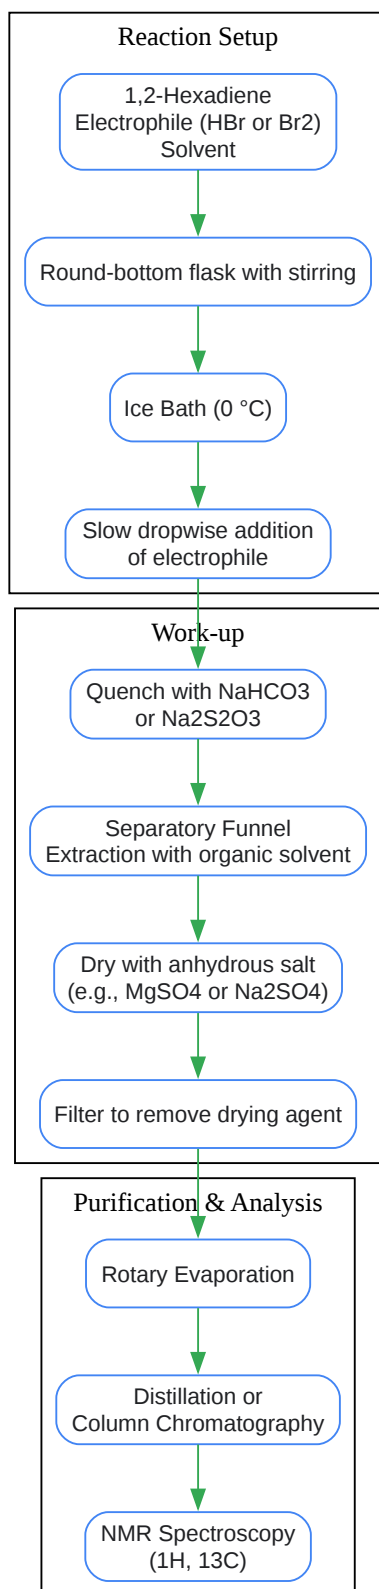 Reaction Setup
1,2-Hexadiene
Electrophile (HBr or Br2)
Solvent
Round-bottom flask with stirring
Ice Bath (0 °C)
Slow dropwise addition
of electrophile
Work-up
Quench with NaHCO3
or Na2S2O3
Separatory Funnel
Extraction with organic solvent
Dry with anhydrous salt
(e.g., MgSO4 or Na2SO4)
Filter to remove drying agent
Purification & Analysis
Rotary Evaporation
Distillation or
Column Chromatography
NMR Spectroscopy
(1H, 13C)